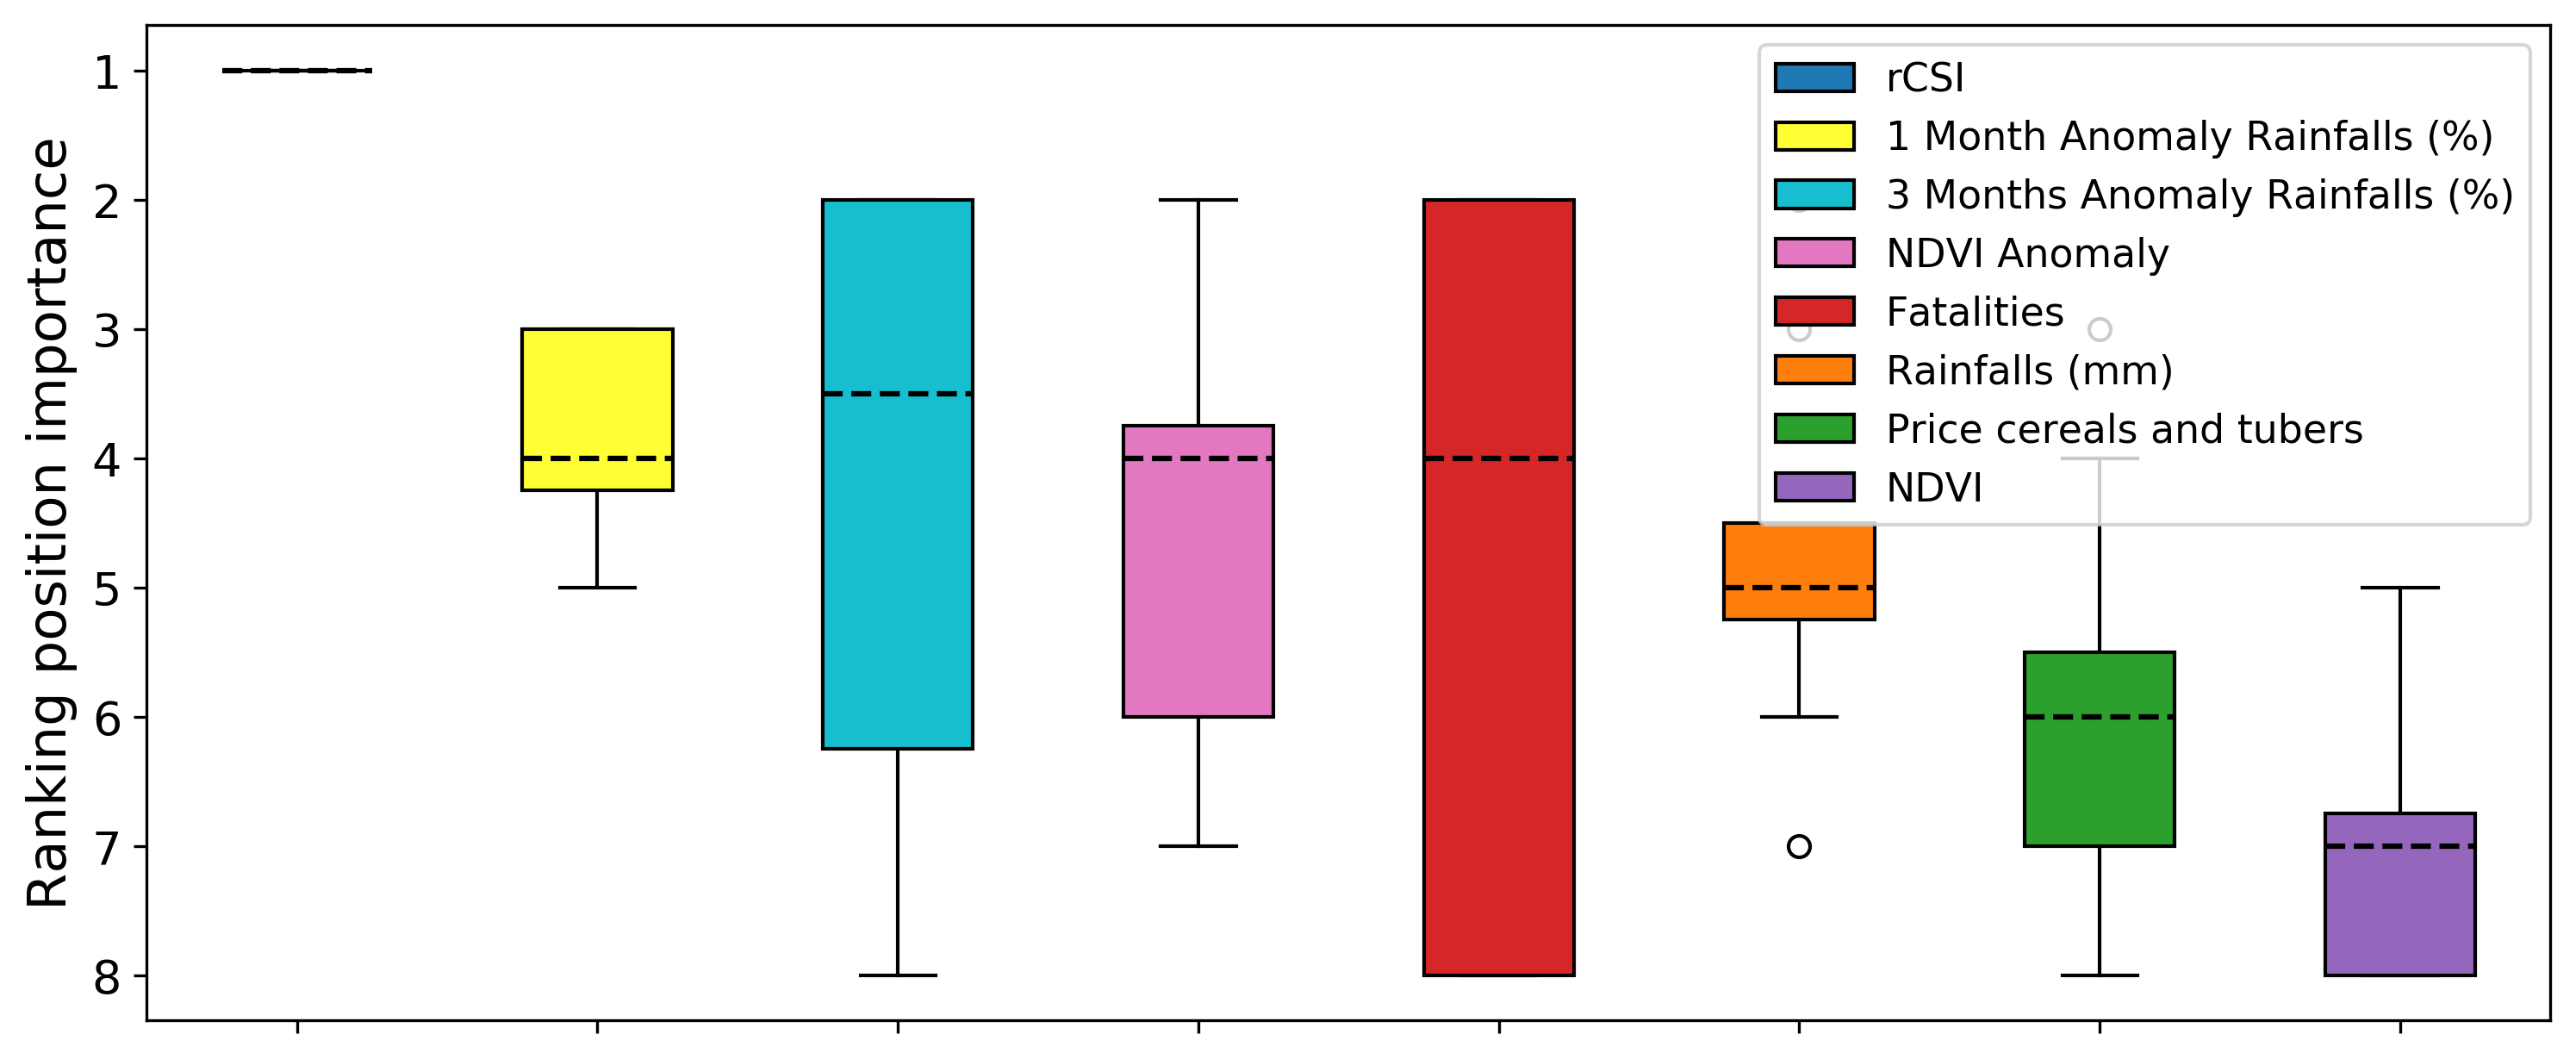 Ranking position importance
1
2
3
4
5
6
7
8
rCSI
1 Month Anomaly Rainfalls (%)
3 Months Anomaly Rainfalls (%)
NDVI Anomaly
Fatalities
Rainfalls (mm)
Price cereals and tubers
NDVI